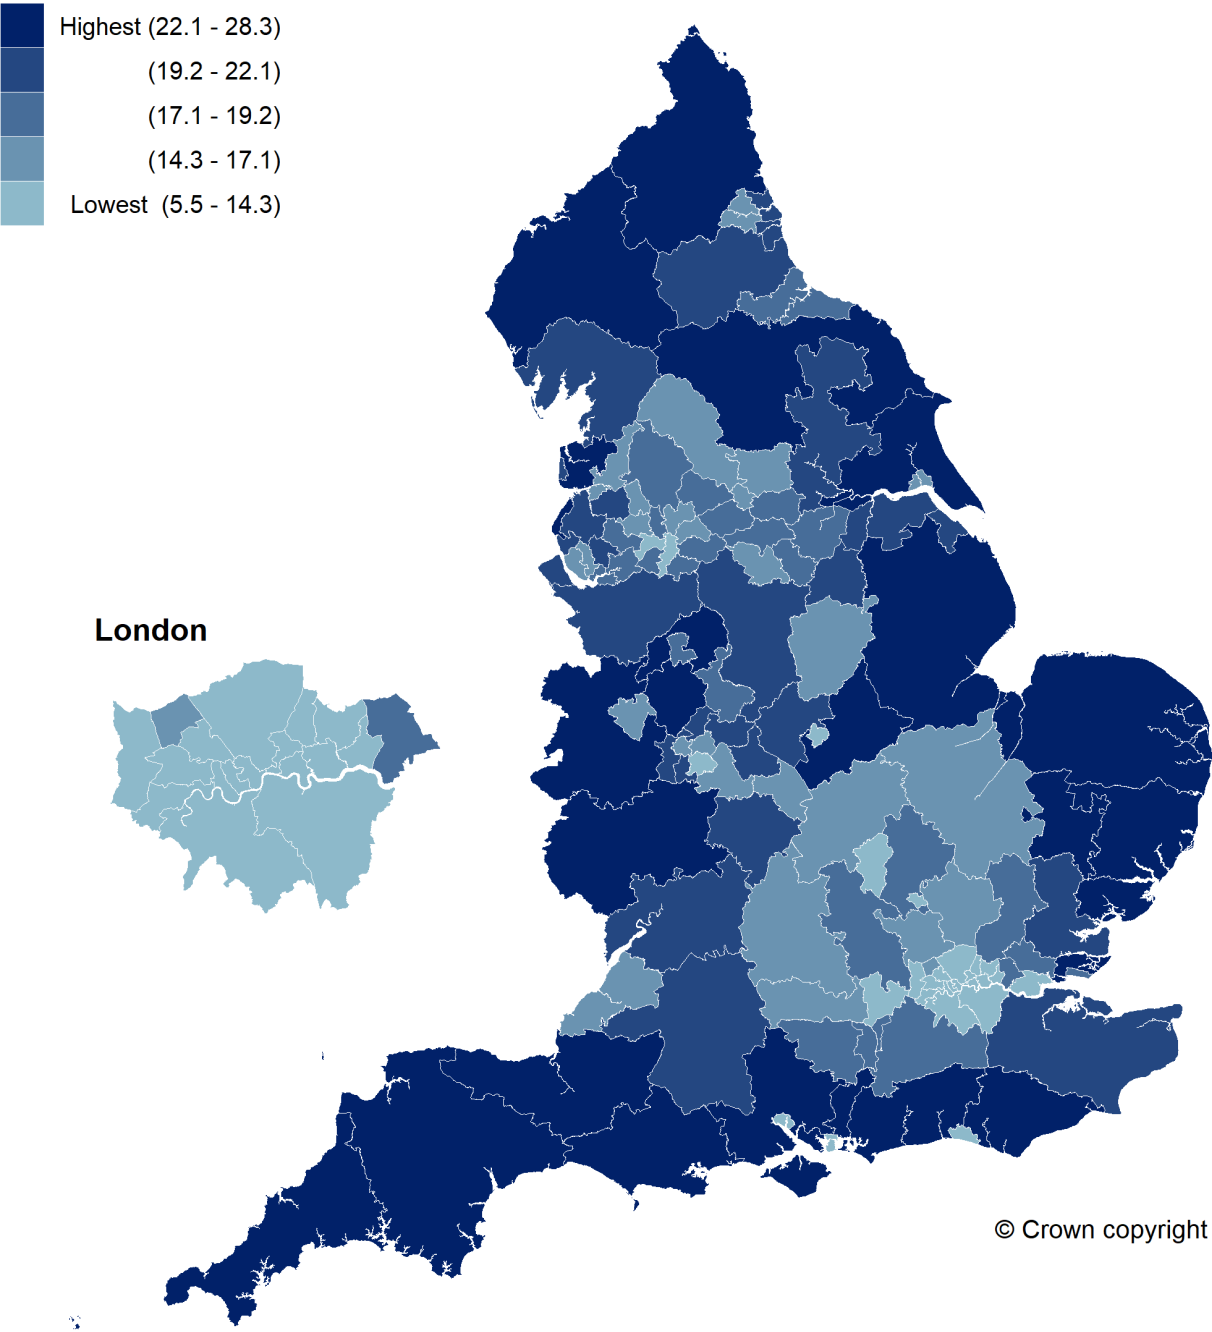 Highest (22.1 - 28.3)
(19.2 - 22.1)
(17.1 - 19.2)
(14.3 - 17.1)
Lowest (5.5 - 14.3)
London
© Crown copyright